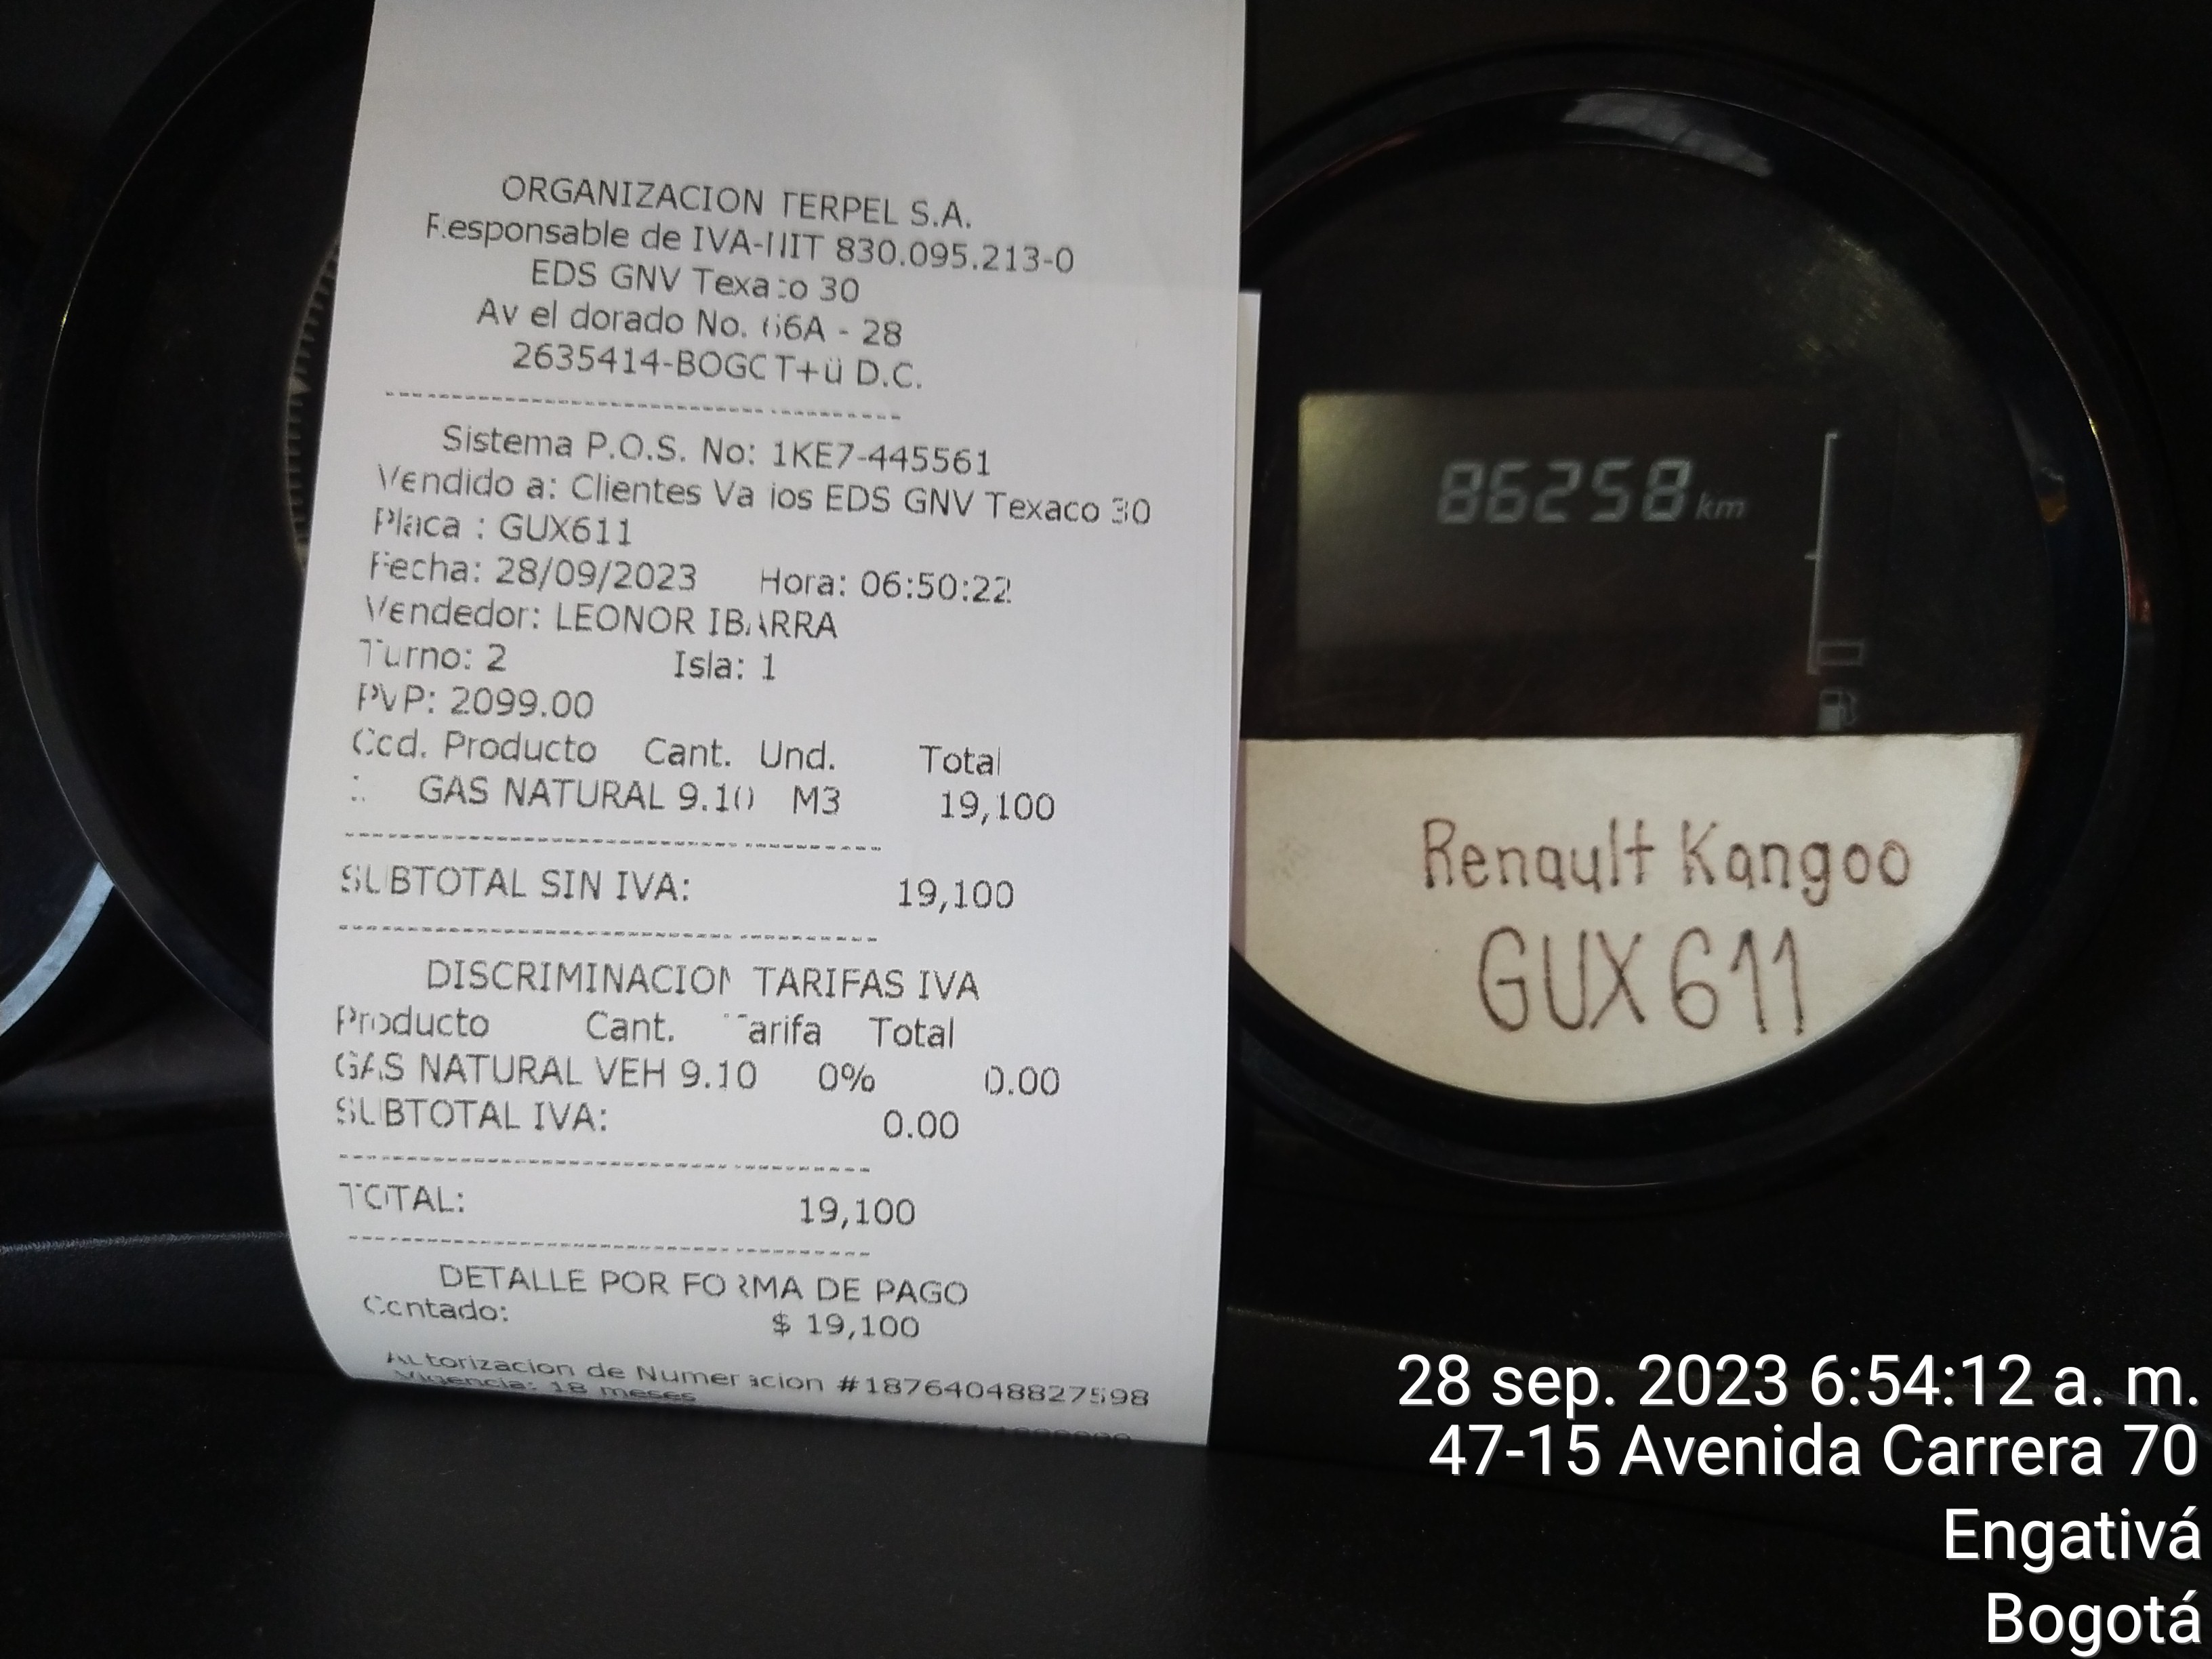 ORGANIZACION TERPEL S.A.
Responsable de IVA-NIT 830.095.213-0
EDS GNV Texaco 30
Av el dorado No. 66A - 28
2635414-BOGOT+ü D.C.
Sistema P.O.S. No: 1KE7-445561
Vendido a: Clientes Va ios EDS GNV Texaco 30
Placa : GUX611
Fecha: 28/09/2023 Hora: 06:50:22
Vendedor: LEONOR IBARRA
Turno: 2 Isla: 1
PVP: 2099.00
Cod. Producto Cant. Und. Total
GAS NATURAL 9.10 M3 19,100
SUBTOTAL SIN IVA: 19,100
DISCRIMINACION TARIFAS IVA
Producto Cant. Tarifa Total
GAS NATURAL VEH 9.10 0% 0.00
SUBTOTAL IVA: 0.00
TOTAL: 19,100
DETALLE POR FORMA DE PAGO
Contado: $ 19,100
Autorizacion de Numeracion #18764048827598
Vigencia: 18 meses
86258 km
Renault Kangoo
GUX 611
28 sep. 2023 6:54:12 a. m.
47-15 Avenida Carrera 70
Engativá
Bogotá